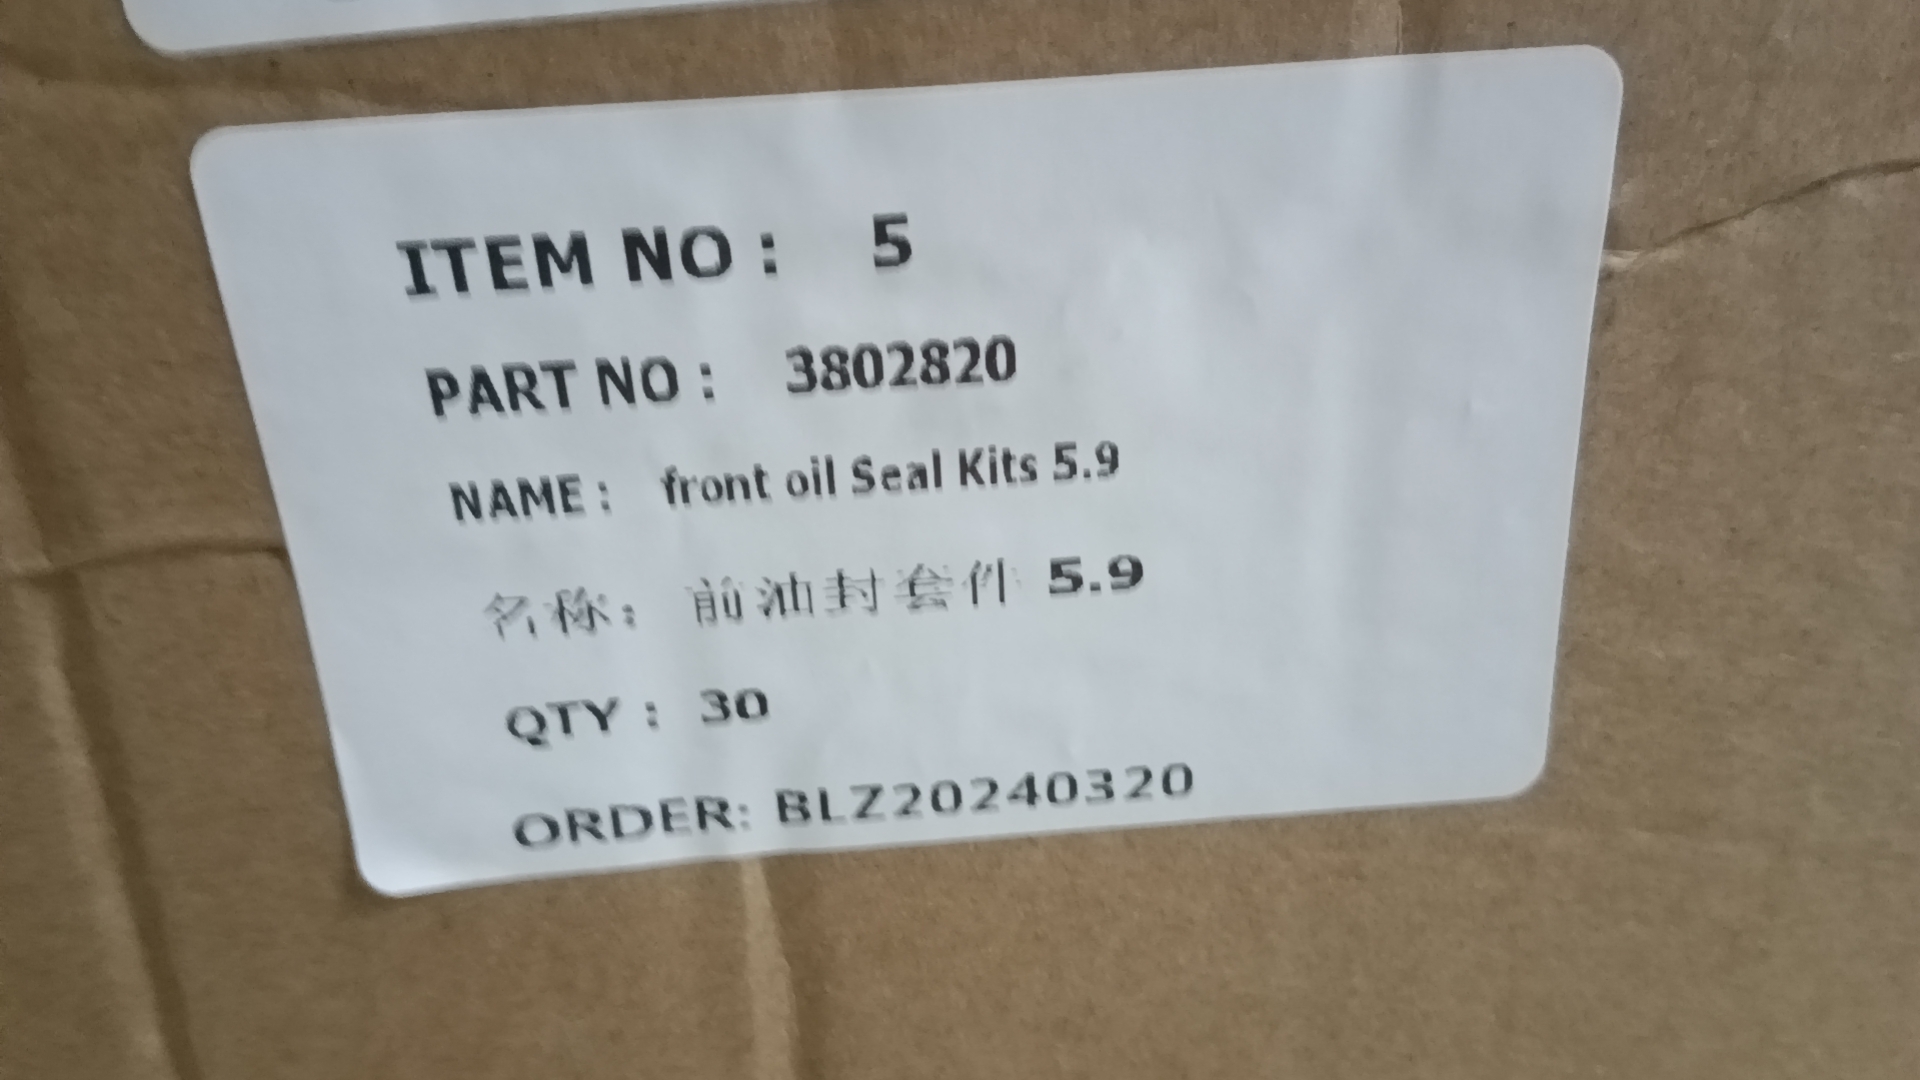 ITEM NO : 5
PART NO : 3802820
NAME : front oil Seal Kits 5.9
名称： 前油封套件 5.9
QTY : 30
ORDER: BLZ20240320